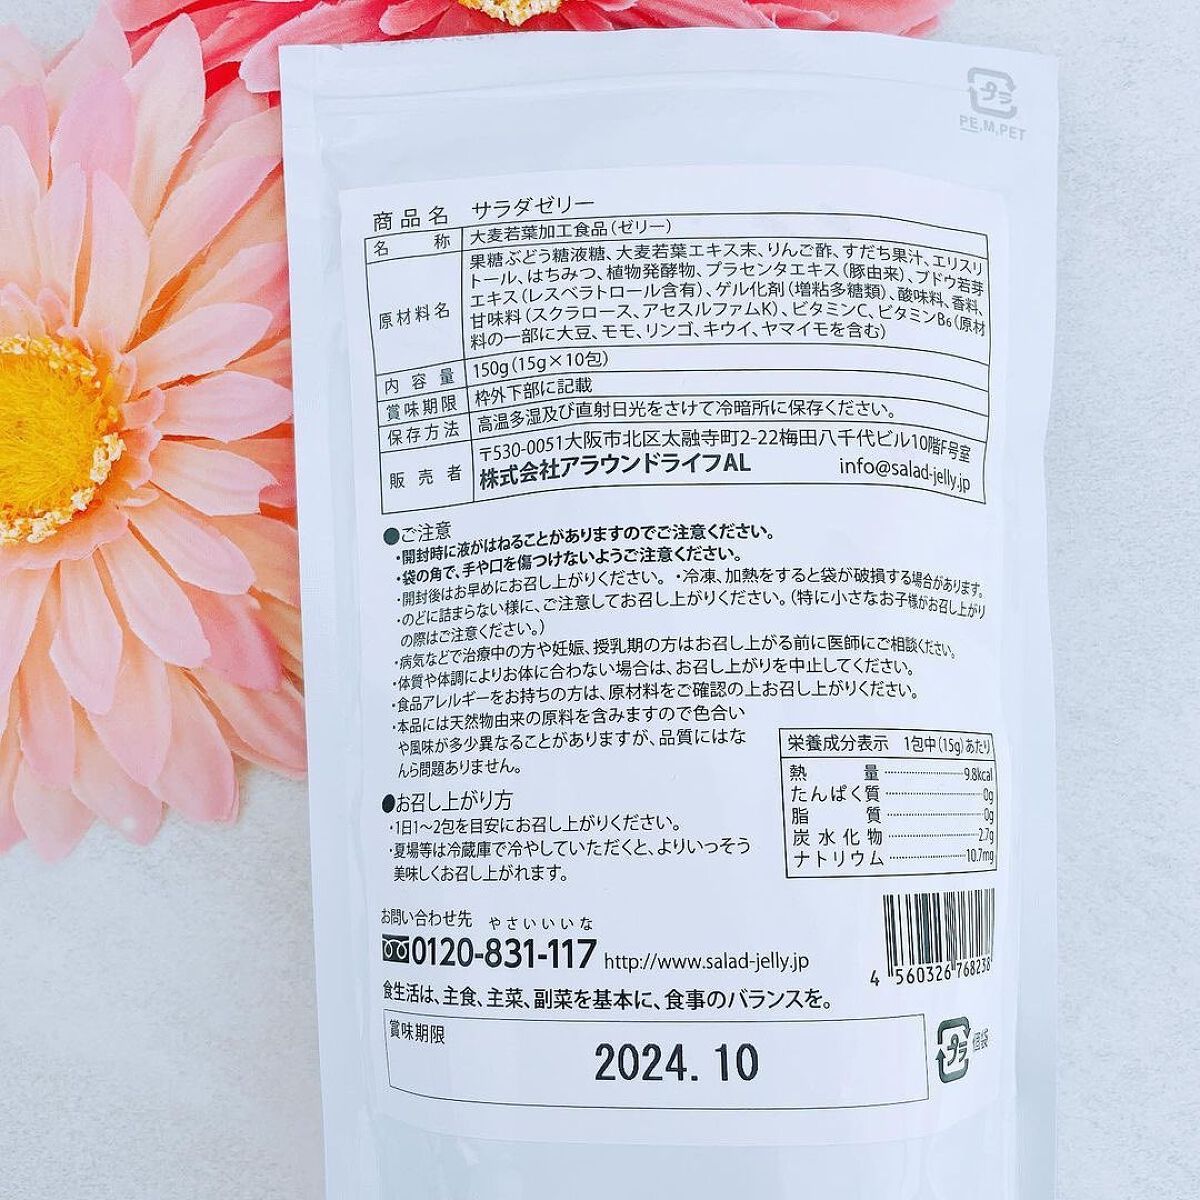 プラ
PE,M,PET
商品名 サラダゼリー
名称 大麦若葉加工食品(ゼリー)
原材料名
果糖ぶどう糖液糖、大麦若葉エキス末、りんご酢、すだち果汁、エリスリ
トール、はちみつ、植物発酵物、プラセンタエキス(豚由来)、ブドウ若芽
エキス(レスベラトロール含有)、ゲル化剤(増粘多糖類)、酸味料、香料、
甘味料(スクラロース、アセスルファムK)、ビタミンC、ビタミンB6(原材
料の一部に大豆、モモ、リンゴ、キウイ、ヤマイモを含む)
内容量 150g(15g×10包)
賞味期限 枠外下部に記載
保存方法 高温多湿及び直射日光をさけて冷暗所に保存ください。
販売者
〒530-0051大阪市北区太融寺町2-22梅田八千代ビル10階F号室
株式会社アラウンドライフAL info@salad-jelly.jp
●ご注意
・開封時に液がはねることがありますのでご注意ください。
・袋の角で、手や口を傷つけないようご注意ください。
・開封後はお早めにお召し上がりください。・冷凍、加熱をすると袋が破損する場合があります。
・のどに詰まらない様に、ご注意してお召し上がりください。(特に小さなお子様がお召し上がり
の際はご注意ください。)
・病気などで治療中の方や妊娠、授乳期の方はお召し上がる前に医師にご相談ください。
・体質や体調によりお体に合わない場合は、お召し上がりを中止してください。
・食品アレルギーをお持ちの方は、原材料をご確認の上お召し上がりください。
・本品には天然物由来の原料を含みますので色合い
や風味が多少異なることがありますが、品質にはな
んら問題ありません。
●お召し上がり方
・1日1〜2包を目安にお召し上がりください。
・夏場等は冷蔵庫で冷やしていただくと、よりいっそう
美味しくお召し上がれます。
栄養成分表示 1包中(15g)あたり
熱量 9.8kcal
たんぱく質 0g
脂質 0g
炭水化物 2.7g
ナトリウム 10.7mg
お問い合わせ先 やさいいいな
0120-831-117 http://www.salad-jelly.jp
4 560326 768238
食生活は、主食、主菜、副菜を基本に、食事のバランスを。
賞味期限
2024.10
プラ 個袋